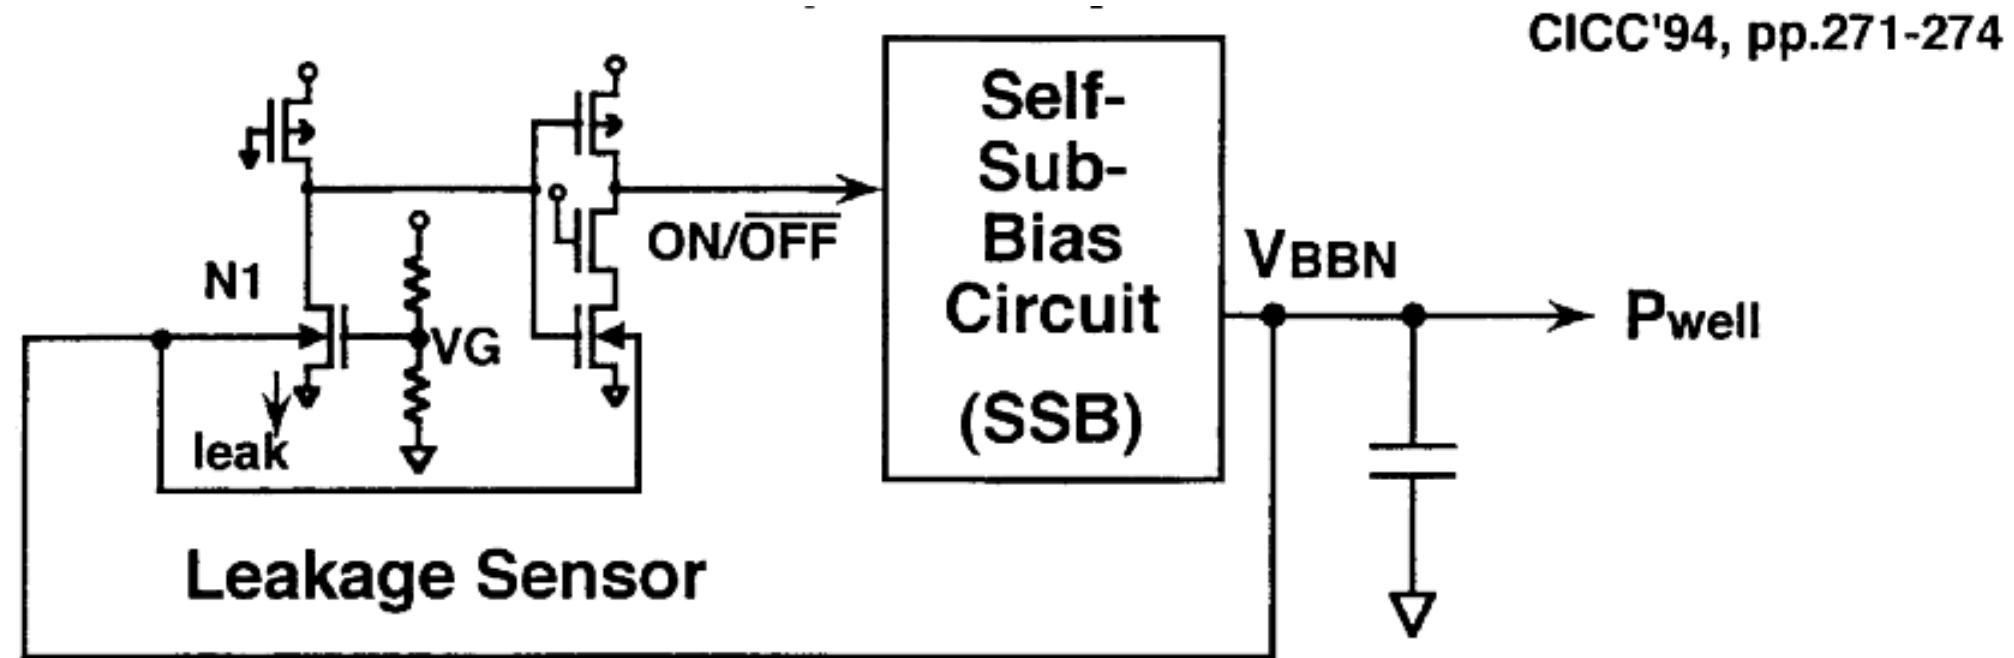 CICC'94, pp.271-274
Self-
Sub-
Bias
Circuit
(SSB)
ON/OFF
VBBN
N1
VG
Pwell
leak
Leakage Sensor